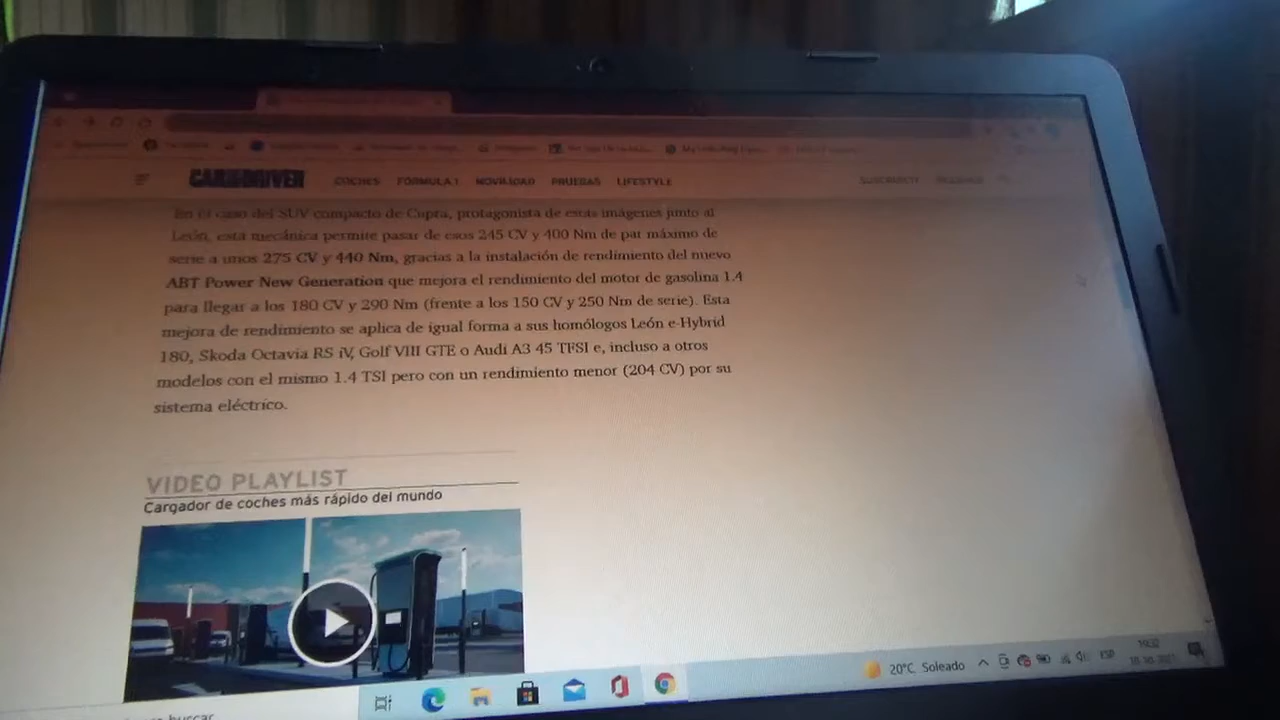 CAR AND DRIVER
COCHES FÓRMULA 1 MOVILIDAD PRUEBAS LIFESTYLE
En el caso del SUV compacto de Cupra, protagonista de estas imágenes junto al
León, esta mecánica permite pasar de esos 245 CV y 400 Nm de par máximo de
serie a unos 275 CV y 440 Nm, gracias a la instalación de rendimiento del nuevo
ABT Power New Generation que mejora el rendimiento del motor de gasolina 1.4
para llegar a los 180 CV y 290 Nm (frente a los 150 CV y 250 Nm de serie). Esta
mejora de rendimiento se aplica de igual forma a sus homólogos León e-Hybrid
180, Skoda Octavia RS iV, Golf VIII GTE o Audi A3 45 TFSI e, incluso a otros
modelos con el mismo 1.4 TSI pero con un rendimiento menor (204 CV) por su
sistema eléctrico.
VIDEO PLAYLIST
Cargador de coches más rápido del mundo
20°C Soleado
ESP
buscar